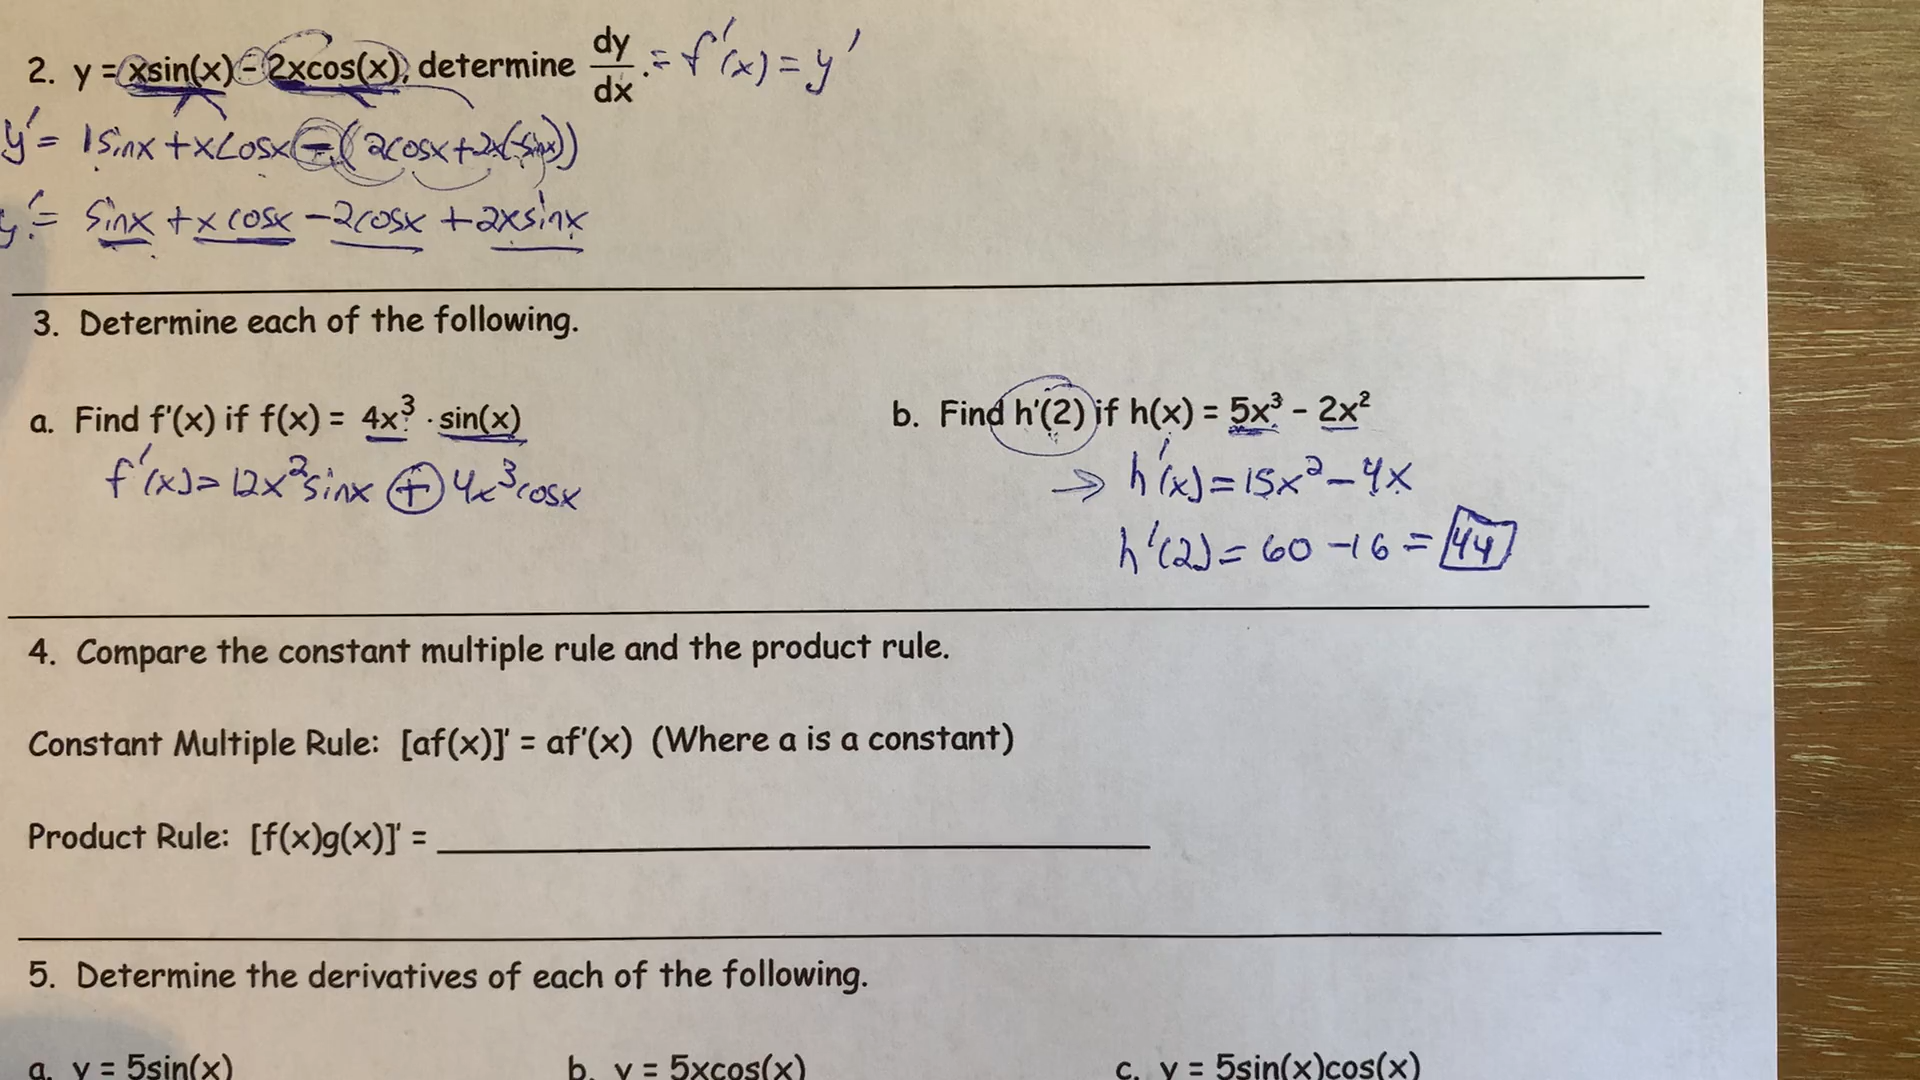 2. y = xsin(x) - 2xcos(x), determine dy/dx. = f'(x) = y'
y' = 1sinx + xcosx - (2cosx + 2x(-sinx))
y' = sinx + x cosx - 2cosx + 2xsinx
3. Determine each of the following.
a. Find f'(x) if f(x) = 4x³ · sin(x)
f'(x) = 12x²sinx + 4x³cosx
b. Find h'(2) if h(x) = 5x³ - 2x²
⇒ h'(x) = 15x² - 4x
h'(2) = 60 - 16 = 44
4. Compare the constant multiple rule and the product rule.
Constant Multiple Rule: [af(x)]' = af'(x) (Where a is a constant)
Product Rule: [f(x)g(x)]' = ____________________
5. Determine the derivatives of each of the following.
a. y = 5sin(x) b. y = 5xcos(x) c. y = 5sin(x)cos(x)